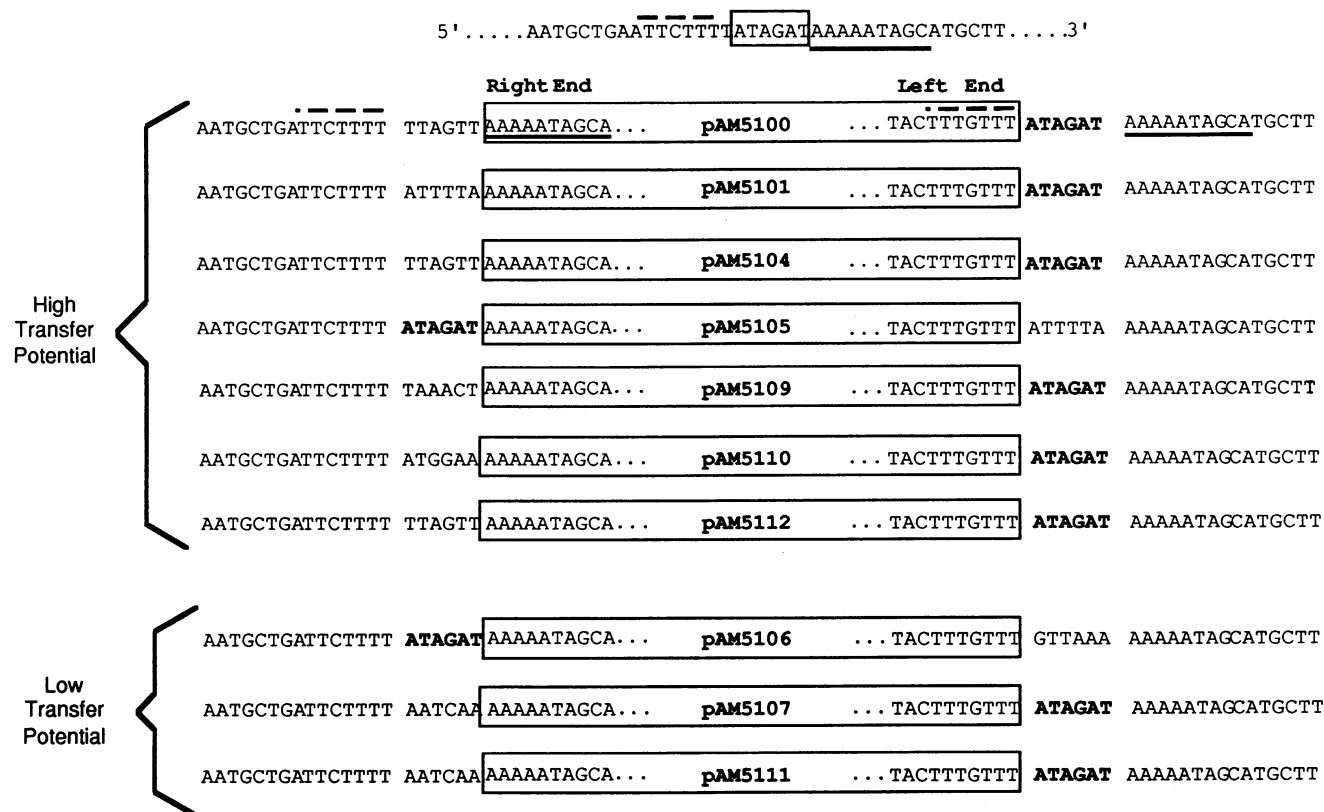 5'.....AATGCTGAATTCTTTTATAGATAAAAATAGCATGCTT.....3'
Right End Left End
AATGCTGATTCTTTT TTAGTT AAAAATAGCA... pAM5100 ...TACTTTGTTT ATAGAT AAAAATAGCATGCTT
AATGCTGATTCTTTT ATTTTA AAAAATAGCA... pAM5101 ...TACTTTGTTT ATAGAT AAAAATAGCATGCTT
AATGCTGATTCTTTT TTAGTT AAAAATAGCA... pAM5104 ...TACTTTGTTT ATAGAT AAAAATAGCATGCTT
High
Transfer
Potential
AATGCTGATTCTTTT ATAGAT AAAAATAGCA... pAM5105 ...TACTTTGTTT ATTTTA AAAAATAGCATGCTT
AATGCTGATTCTTTT TAAACT AAAAATAGCA... pAM5109 ...TACTTTGTTT ATAGAT AAAAATAGCATGCTT
AATGCTGATTCTTTT ATGGAA AAAAATAGCA... pAM5110 ...TACTTTGTTT ATAGAT AAAAATAGCATGCTT
AATGCTGATTCTTTT TTAGTT AAAAATAGCA... pAM5112 ...TACTTTGTTT ATAGAT AAAAATAGCATGCTT
AATGCTGATTCTTTT ATAGAT AAAAATAGCA... pAM5106 ...TACTTTGTTT GTTAAA AAAAATAGCATGCTT
Low
Transfer
Potential
AATGCTGATTCTTTT AATCAA AAAAATAGCA... pAM5107 ...TACTTTGTTT ATAGAT AAAAATAGCATGCTT
AATGCTGATTCTTTT AATCAA AAAAATAGCA... pAM5111 ...TACTTTGTTT ATAGAT AAAAATAGCATGCTT